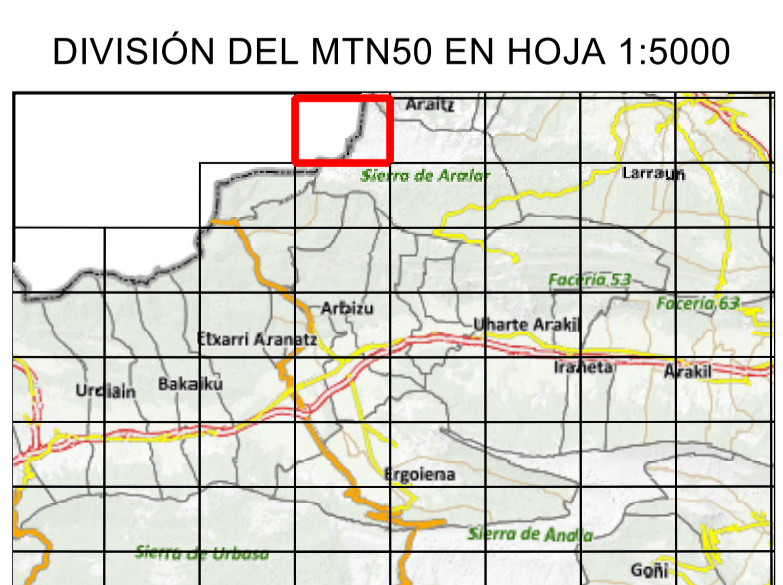 DIVISIÓN DEL MTN50 EN HOJA 1:5000
Araitz
Sierra de Aralar
Larraun
Facería 53
Facería 63
Arbizu
Uharte Arakil
Etxarri Aranatz
Irañeta
Arakil
Urdiain
Bakaiku
Ergoiena
Sierra de Andia
Sierra de Urbasa
Goñi